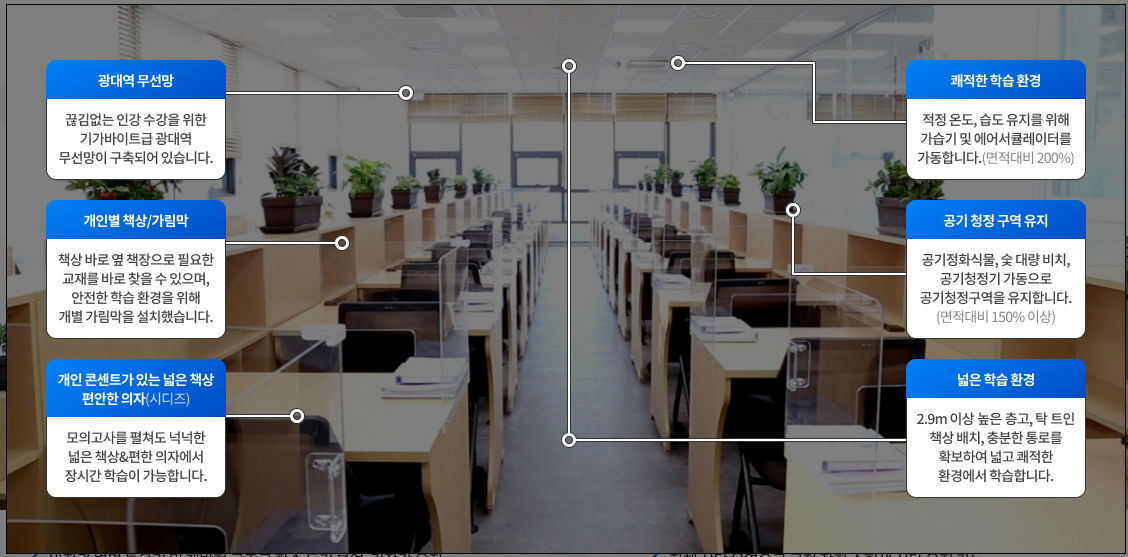 광대역 무선망
끊김없는 인강 수강을 위한
기가바이트급 광대역
무선망이 구축되어 있습니다.
개인별 책상/가림막
책상 바로 옆 책장으로 필요한
교재를 바로 찾을 수 있으며,
안전한 학습 환경을 위해
개별 가림막을 설치했습니다.
개인 콘센트가 있는 넓은 책상
편안한 의자(시디즈)
모의고사를 펼쳐도 넉넉한
넓은 책상&편한 의자에서
장시간 학습이 가능합니다.
쾌적한 학습 환경
적정 온도, 습도 유지를 위해
가습기 및 에어서큘레이터를
가동합니다.(면적대비 200%)
공기 청정 구역 유지
공기정화식물, 숯 대량 비치,
공기청정기 가동으로
공기청정구역을 유지합니다.
(면적대비 150% 이상)
넓은 학습 환경
2.9m 이상 높은 층고, 탁 트인
책상 배치, 충분한 통로를
확보하여 넓고 쾌적한
환경에서 학습합니다.